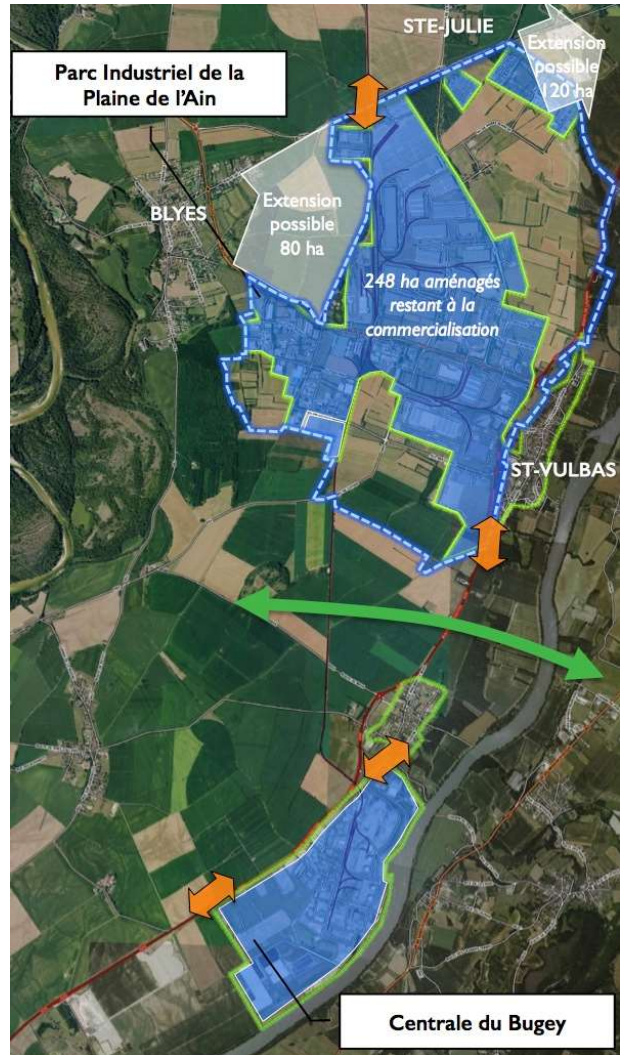 STE-JULIE
Extension
possible
120 ha
Parc Industriel de la
Plaine de l'Ain
BLYES
Extension
possible
80 ha
248 ha aménagés
restant à la
commercialisation
ST-VULBAS
Centrale du Bugey